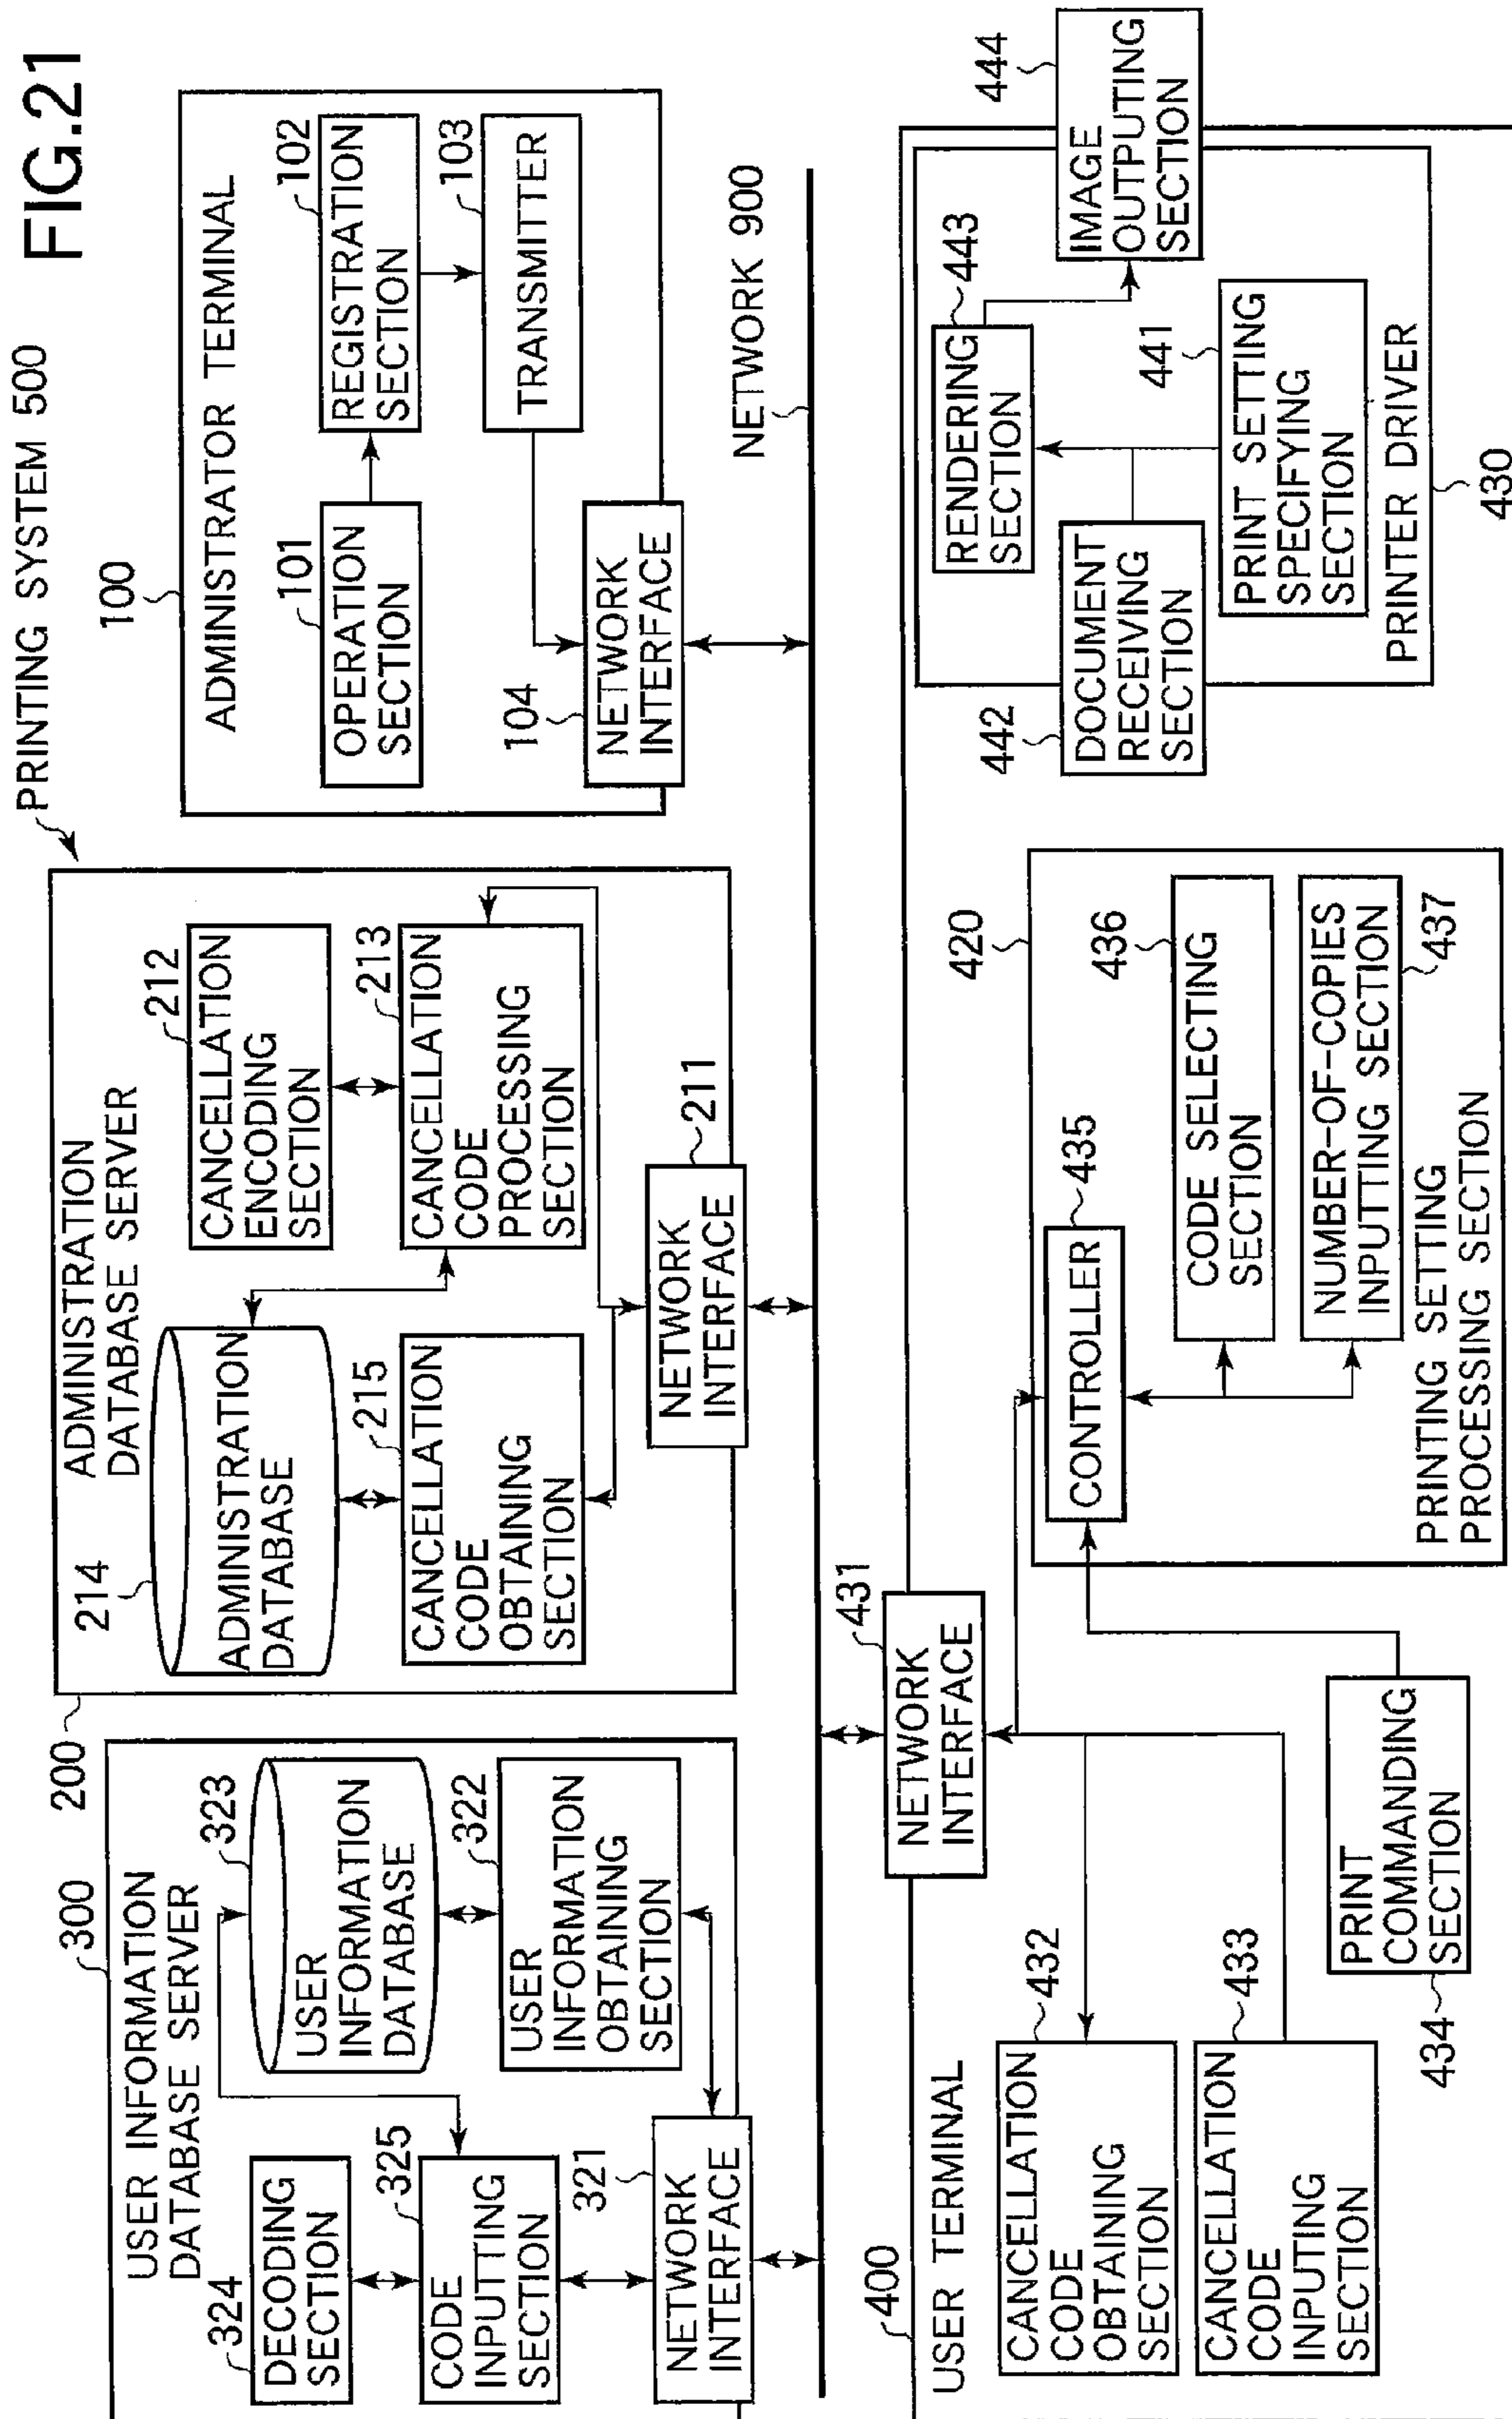 FIG.21
PRINTING SYSTEM 500
300
USER INFORMATION
DATABASE SERVER
324
DECODING
SECTION
325
CODE
INPUTTING
SECTION
321
NETWORK
INTERFACE
323
USER
INFORMATION
DATABASE
322
USER
INFORMATION
OBTAINING
SECTION
200
ADMINISTRATION
DATABASE SERVER
214
ADMINISTRATION
DATABASE
215
CANCELLATION
CODE
OBTAINING
SECTION
212
CANCELLATION
ENCODING
SECTION
213
CANCELLATION
CODE
PROCESSING
SECTION
211
NETWORK
INTERFACE
100
ADMINISTRATOR TERMINAL
101
OPERATION
SECTION
102
REGISTRATION
SECTION
103
TRANSMITTER
104
NETWORK
INTERFACE
NETWORK 900
400
USER TERMINAL
431
NETWORK
INTERFACE
432
CANCELLATION
CODE
OBTAINING
SECTION
433
CANCELLATION
CODE
INPUTING
SECTION
434
PRINT
COMMANDING
SECTION
420
435
CONTROLLER
436
CODE SELECTING
SECTION
NUMBER-OF-COPIES
INPUTTING SECTION
437
PRINTING SETTING
PROCESSING SECTION
442
DOCUMENT
RECEIVING
SECTION
443
RENDERING
SECTION
444
IMAGE
OUTPUTING
SECTION
441
PRINT SETTING
SPECIFYING
SECTION
PRINTER DRIVER
430